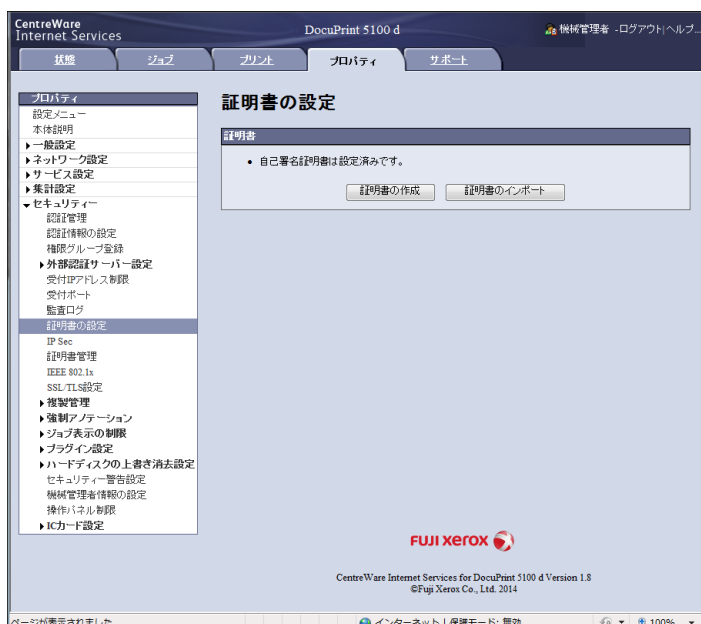 CentreWare
Internet Services
DocuPrint 5100 d
機械管理者 -ログアウト|ヘルプ...
状態
ジョブ
プリント
プロパティ
サポート
プロパティ
設定メニュー
本体説明
一般設定
ネットワーク設定
サービス設定
集計設定
セキュリティー
認証管理
認証情報の設定
権限グループ登録
外部認証サーバー設定
受付IPアドレス制限
受付ポート
監査ログ
証明書の設定
IP Sec
証明書管理
IEEE 802.1x
SSL/TLS設定
複製管理
強制アノテーション
ジョブ表示の制限
プラグイン設定
ハードディスクの上書き消去設定
セキュリティー警告設定
機械管理者情報の設定
操作パネル制限
ICカード設定
証明書の設定
証明書
• 自己署名証明書は設定済みです。
証明書の作成
証明書のインポート
FUJI XEROX
CentreWare Internet Services for DocuPrint 5100 d Version 1.8
©Fuji Xerox Co., Ltd. 2014
ページが表示されました
インターネット | 保護モード: 無効
100%